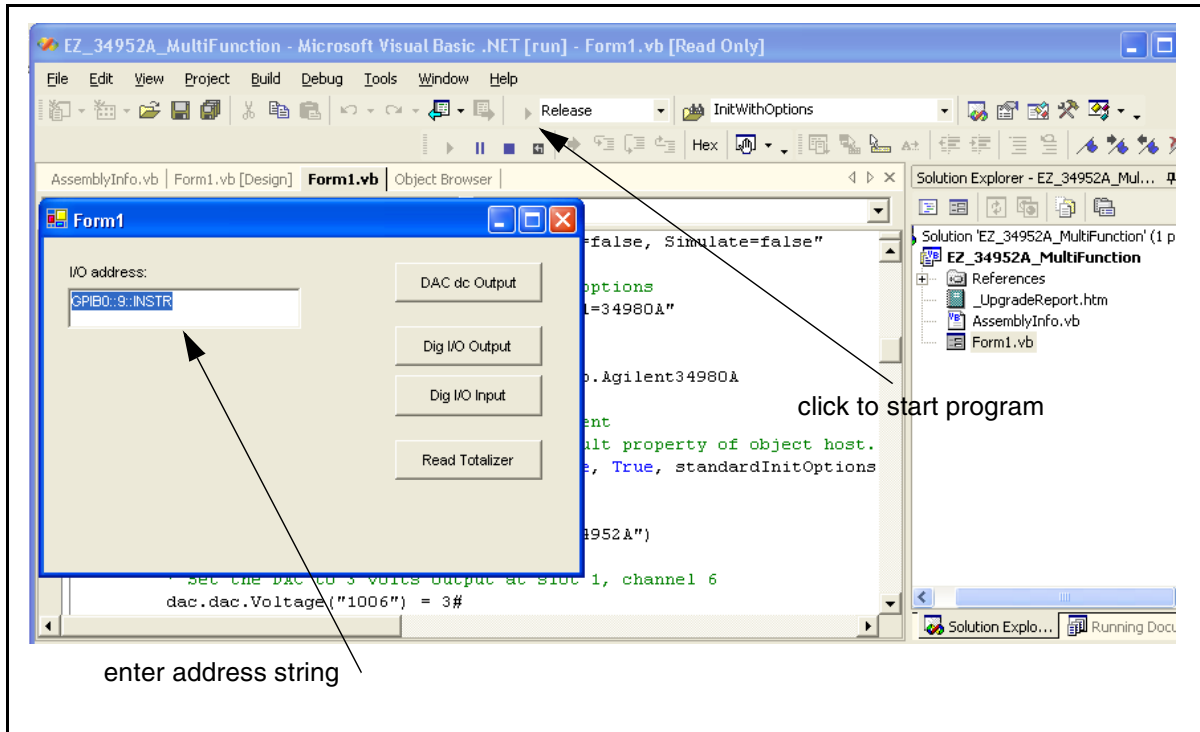 EZ_34952A_MultiFunction - Microsoft Visual Basic .NET [run] - Form1.vb [Read Only]
File Edit View Project Build Debug Tools Window Help
Release InitWithOptions
Hex
AssemblyInfo.vb Form1.vb [Design] Form1.vb Object Browser
Solution Explorer - EZ_34952A_Mul...
Form1
I/O address:
GPIB0::9::INSTR
DAC dc Output
Dig I/O Output
Dig I/O Input
Read Totalizer
=false, Simulate=false"
ptions
l=34980A"
.Agilent34980A
ent
ult property of object host.
, True, standardInitOptions
4952A")
' Set the DAC to 3 volts output at slot 1, channel 6
dac.dac.Voltage("1006") = 3#
Solution 'EZ_34952A_MultiFunction' (1 p
EZ_34952A_MultiFunction
References
_UpgradeReport.htm
AssemblyInfo.vb
Form1.vb
click to start program
Solution Explo... Running Docu
enter address string